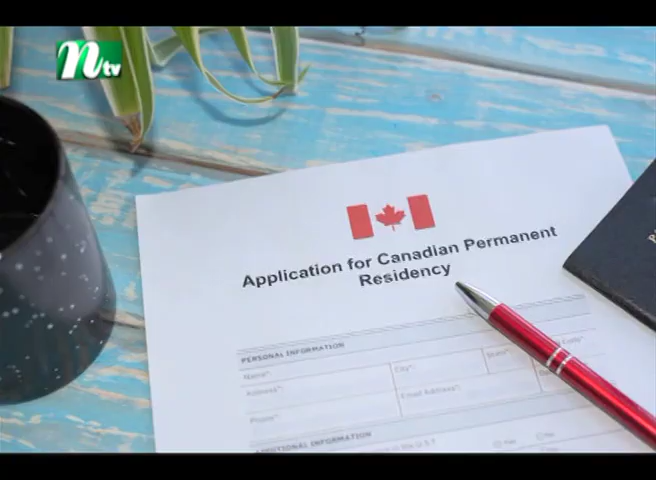 ntv
Application for Canadian Permanent
Residency
PERSONAL INFORMATION
Name*:
City*:
Address*:
Email Address*:
Phone*:
ADDITIONAL INFORMATION